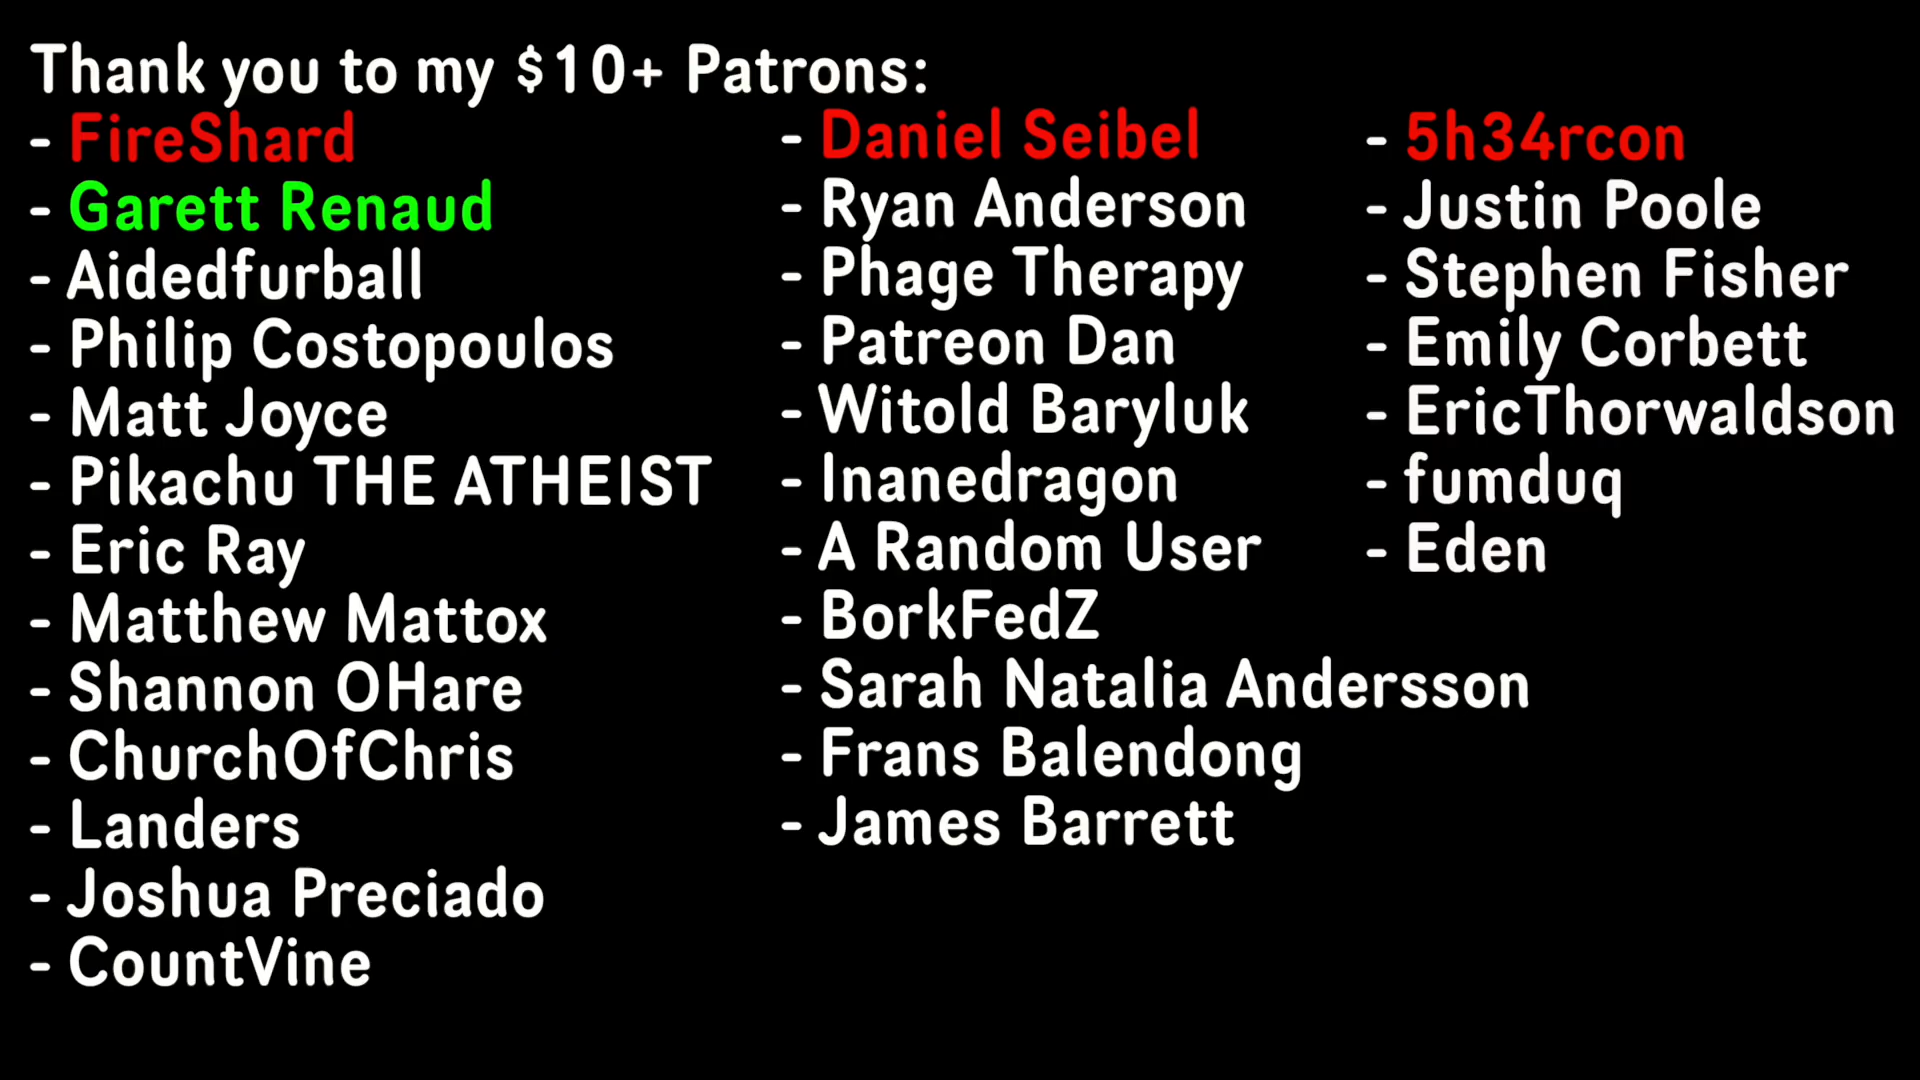 Thank you to my $10+ Patrons:
- FireShard
- Garett Renaud
- Aidedfurball
- Philip Costopoulos
- Matt Joyce
- Pikachu THE ATHEIST
- Eric Ray
- Matthew Mattox
- Shannon OHare
- ChurchOfChris
- Landers
- Joshua Preciado
- CountVine
- Daniel Seibel
- Ryan Anderson
- Phage Therapy
- Patreon Dan
- Witold Baryluk
- Inanedragon
- A Random User
- BorkFedZ
- Sarah Natalia Andersson
- Frans Balendong
- James Barrett
- 5h34rcon
- Justin Poole
- Stephen Fisher
- Emily Corbett
- EricThorwaldson
- fumduq
- Eden